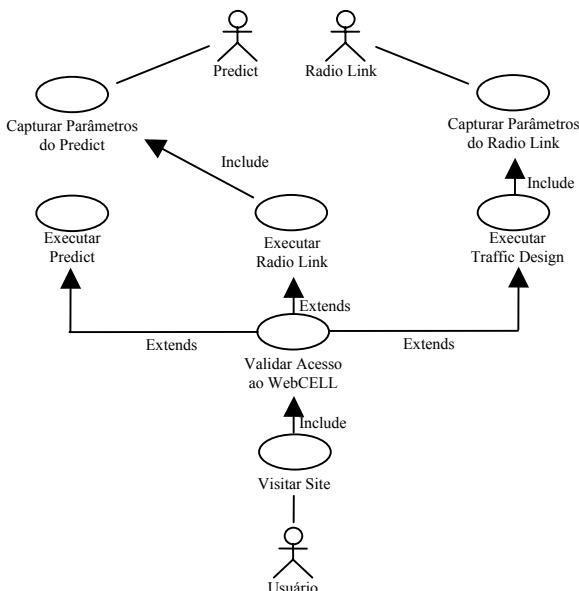 Predict
Radio Link
Capturar Parâmetros
do Predict
Capturar Parâmetros
do Radio Link
Include
Include
Executar
Predict
Executar
Radio Link
Executar
Traffic Design
Extends
Extends
Extends
Validar Acesso
ao WebCELL
Include
Visitar Site
Usuário